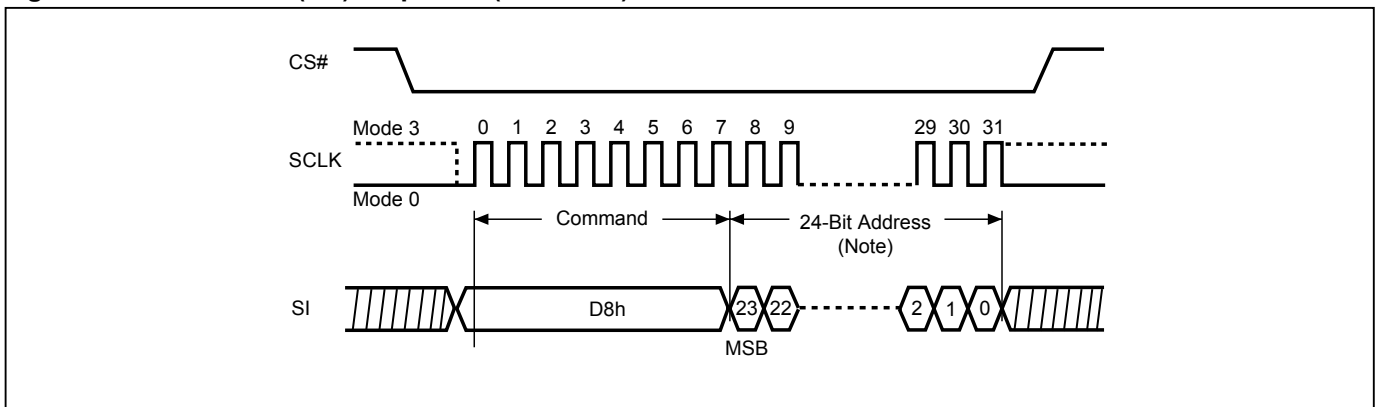 CS#
Mode 3
0 1 2 3 4 5 6 7 8 9 29 30 31
SCLK
Mode 0
Command
24-Bit Address
(Note)
SI
D8h
23 22
2 1 0
MSB